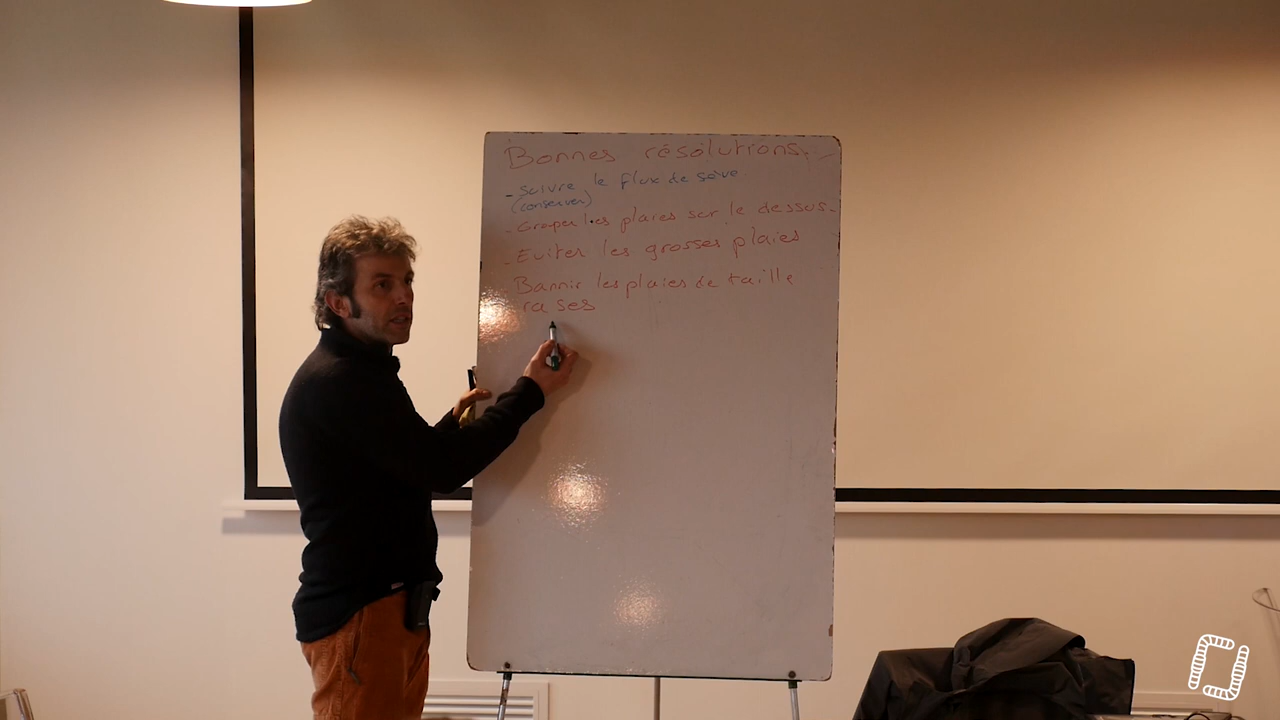 Bonnes résolutions...
- suivre le flux de sève
(conserver)
- Grouper les plaies sur le dessus.
- Eviter les grosses plaies
- Bannir les plaies de taille
rases